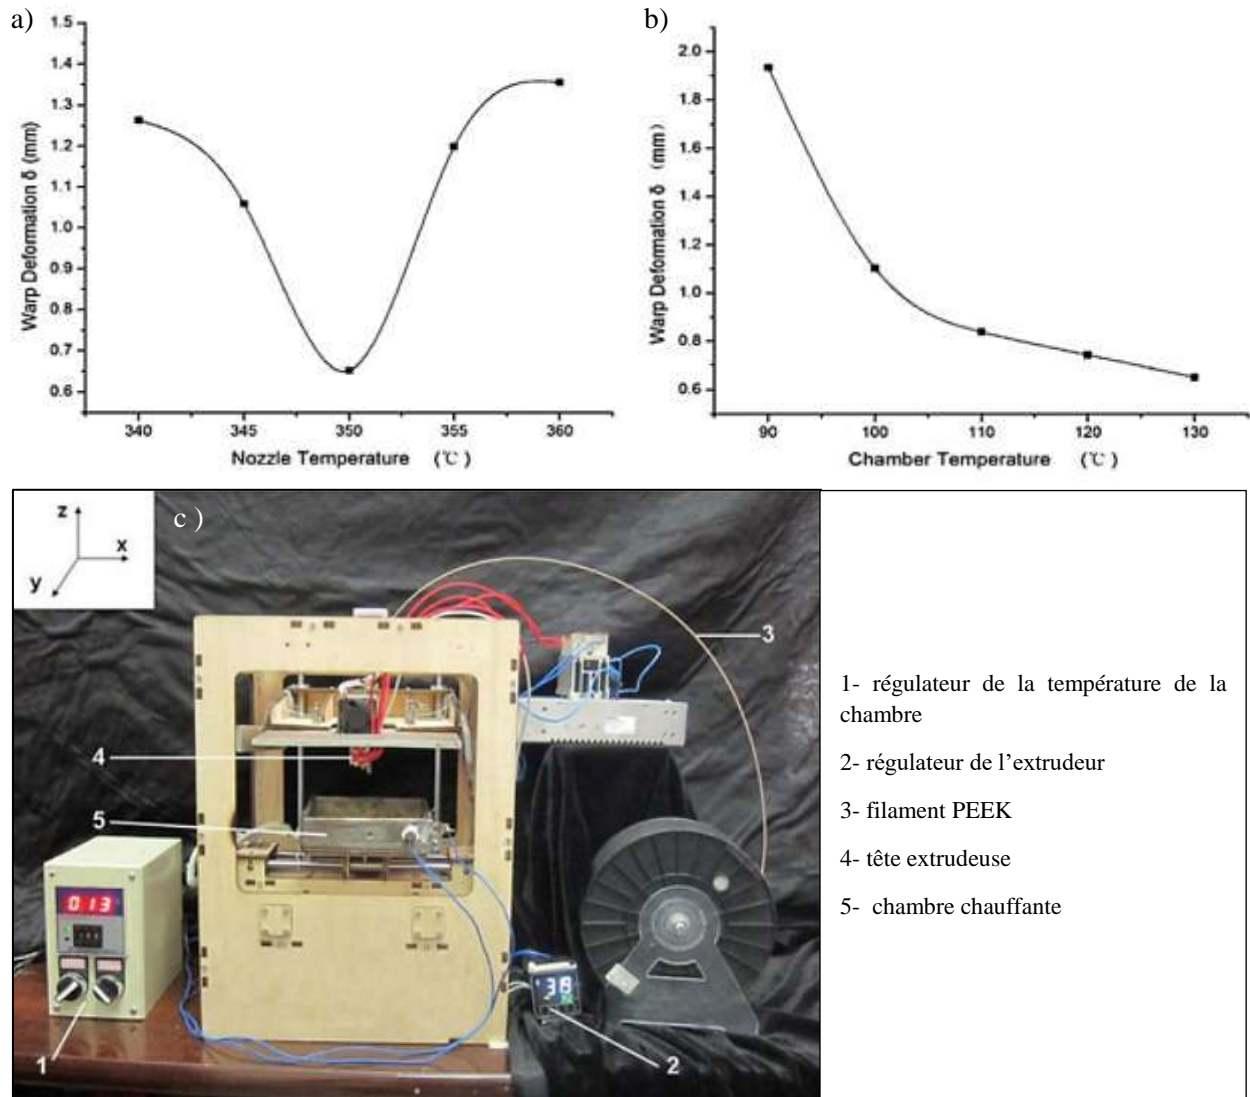 a)
1.5
1.4
1.3
1.2
1.1
1.0
0.9
0.8
0.7
0.6
Warp Deformation δ (mm)
340 345 350 355 360
Nozzle Temperature (℃)
b)
2.0
1.8
1.6
1.4
1.2
1.0
0.8
0.6
Warp Deformation δ (mm)
90 100 110 120 130
Chamber Temperature (℃)
c )
z
x
y
3
4
5
013
1
2
1- régulateur de la température de la
chambre
2- régulateur de l'extrudeur
3- filament PEEK
4- tête extrudeuse
5- chambre chauffante